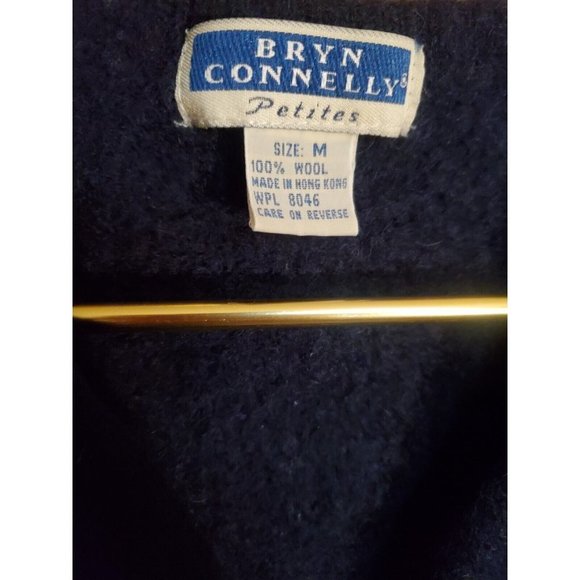 BRYN
CONNELLY®
Petites
SIZE: M
100% WOOL
MADE IN HONG KONG
WPL 8046
CARE ON REVERSE